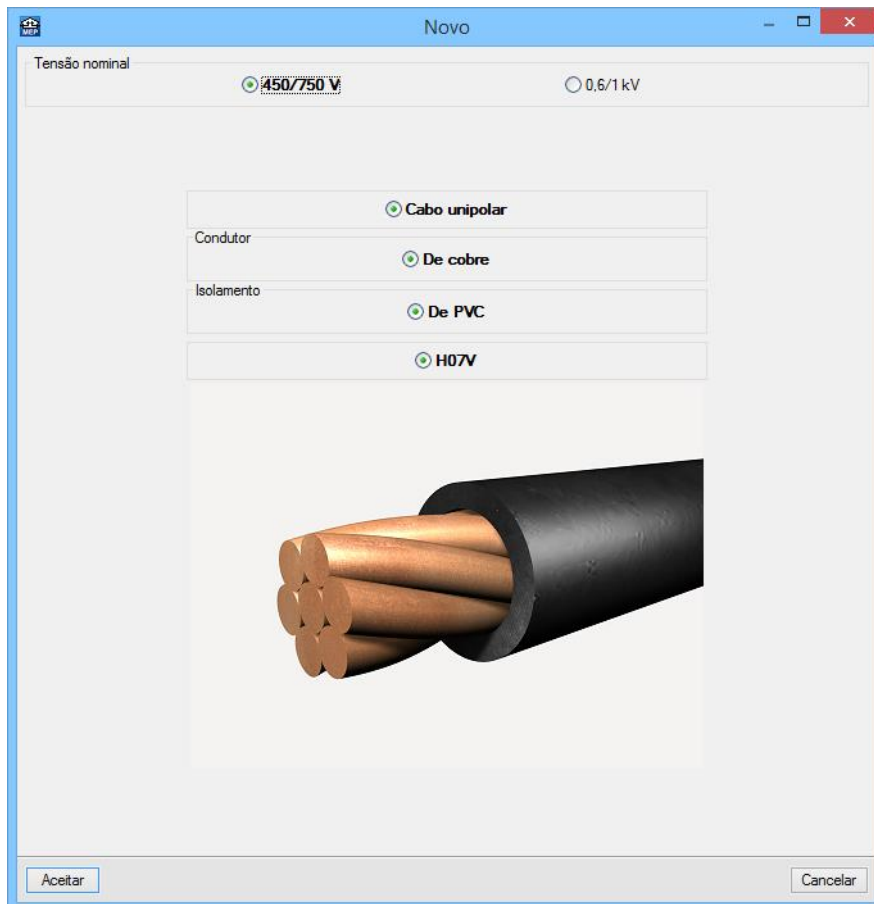 MEP
Novo
Tensão nominal
450/750 V
0,6/1 kV
Cabo unipolar
Condutor
De cobre
Isolamento
De PVC
H07V
Aceitar
Cancelar